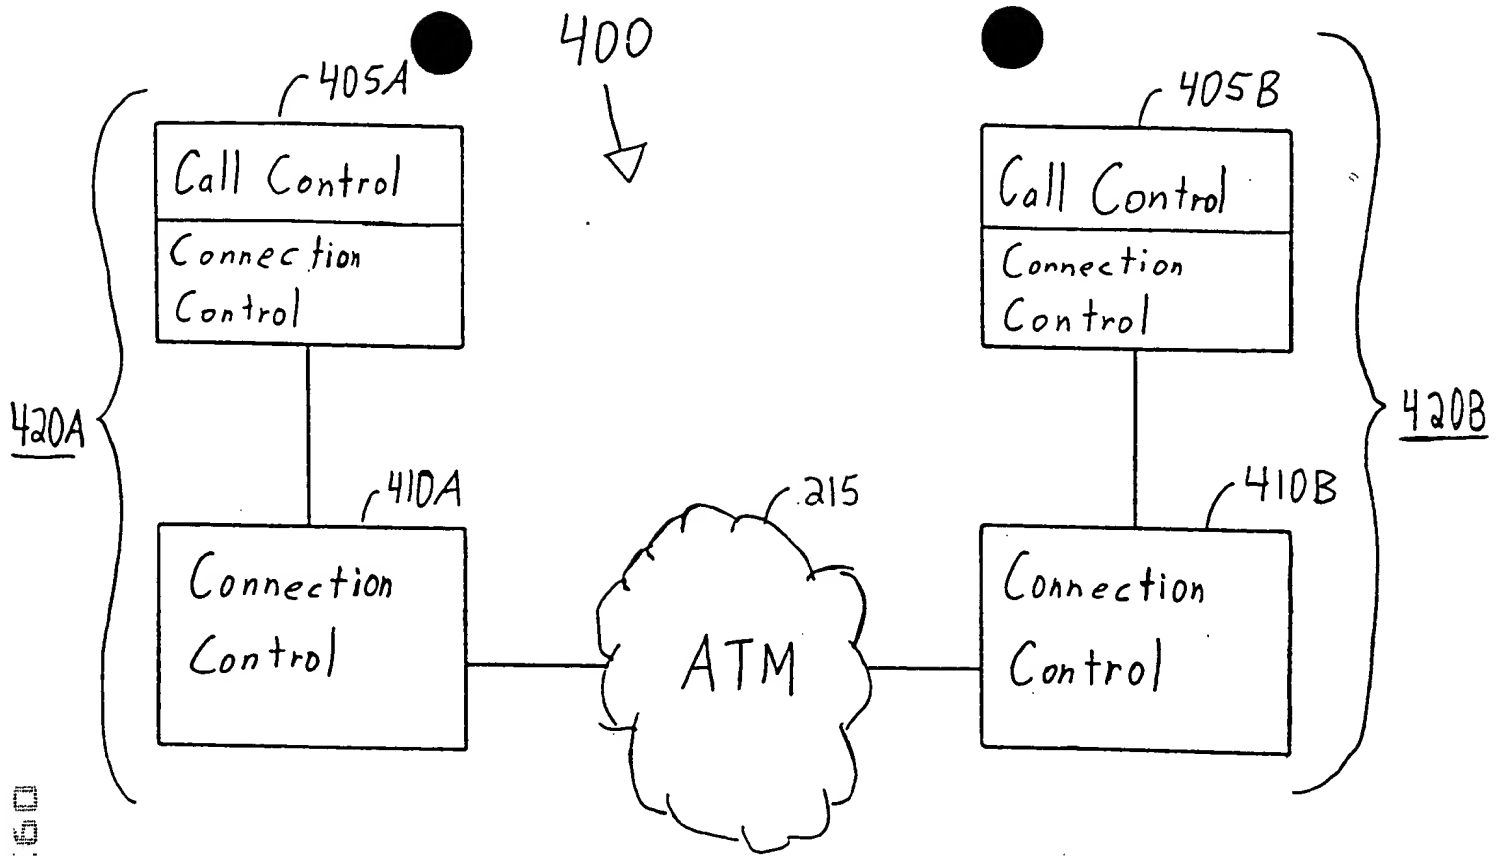 400
405A
405B
Call Control
Connection
Control
Call Control
Connection
Control
420A
420B
410A
215
410B
Connection
Control
ATM
Connection
Control